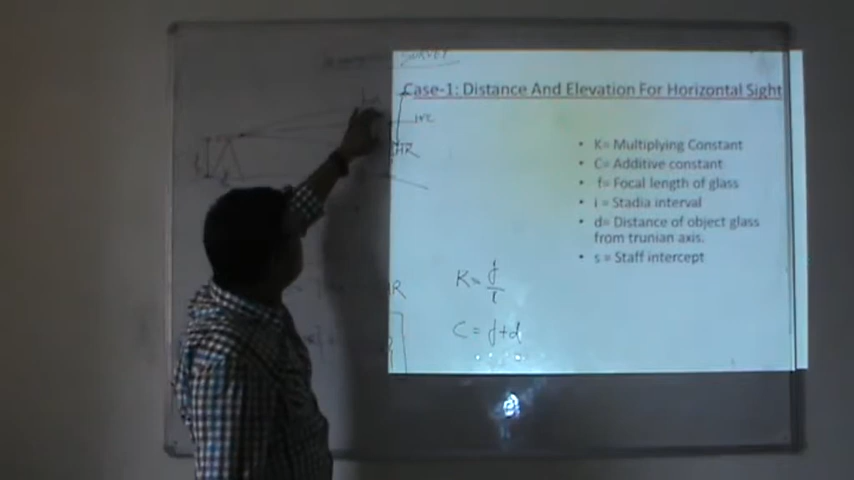 SURVEY
Case-1: Distance And Elevation For Horizontal Sight
• K= Multiplying Constant
• C= Additive constant
• f= Focal length of glass
• i = Stadia interval
• d= Distance of object glass
from trunian axis.
• s = Staff intercept
K= f/i
C = f+d